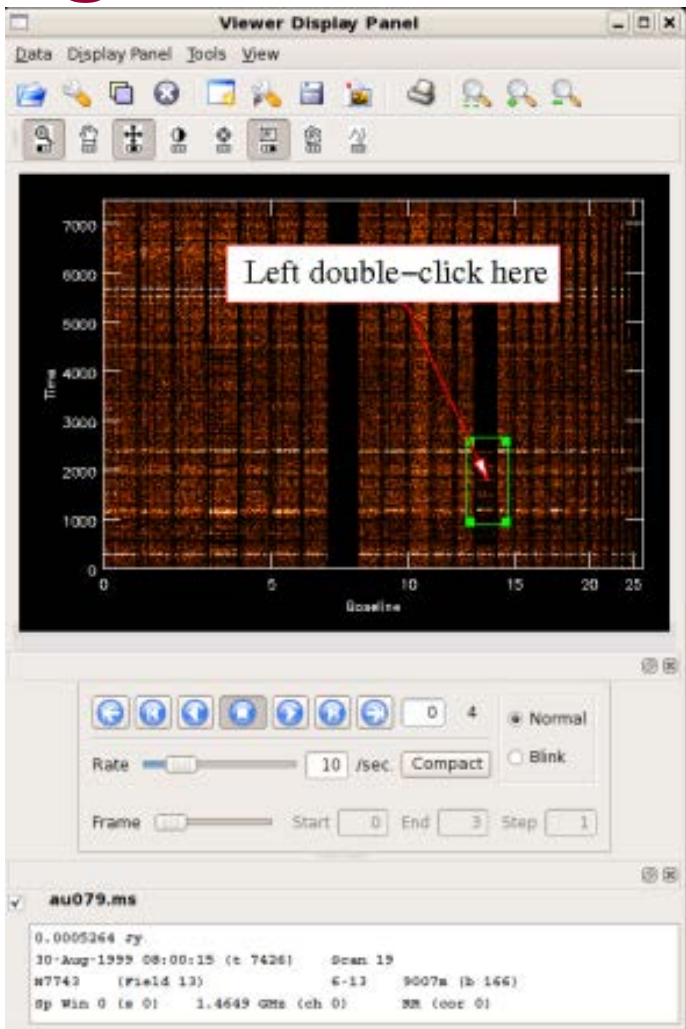 Viewer Display Panel
Data Display Panel Tools View
7000
6000
Left double-click here
5000
Time
4000
3000
2000
1000
0
0 5 10 15 20 25
Baseline
0 4
Normal
Rate 10 /sec. Compact
Blink
Frame Start 0 End 3 Step 1
au079.ms
0.0005264 Jy
30-Aug-1999 08:00:15 (t 7426) Scan 19
N7743 (Field 13) 6-13 9007m (b 166)
Sp Win 0 (s 0) 1.4649 GHz (ch 0) RR (cor 0)